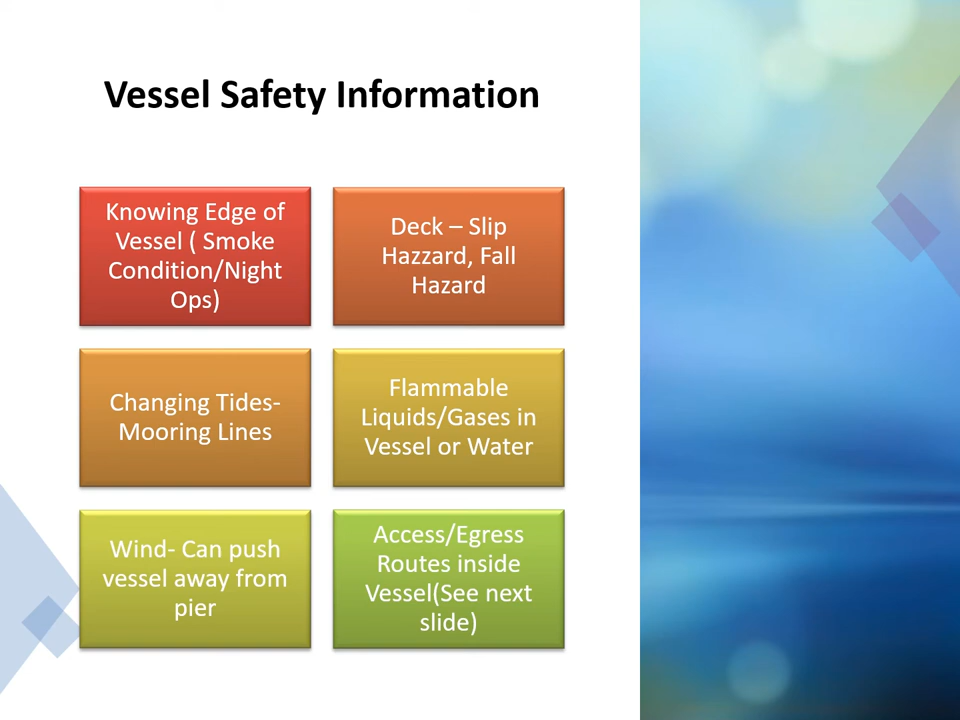 Vessel Safety Information
Knowing Edge of
Vessel ( Smoke
Condition/Night
Ops)
Deck – Slip
Hazzard, Fall
Hazard
Changing Tides-
Mooring Lines
Flammable
Liquids/Gases in
Vessel or Water
Wind- Can push
vessel away from
pier
Access/Egress
Routes inside
Vessel(See next
slide)